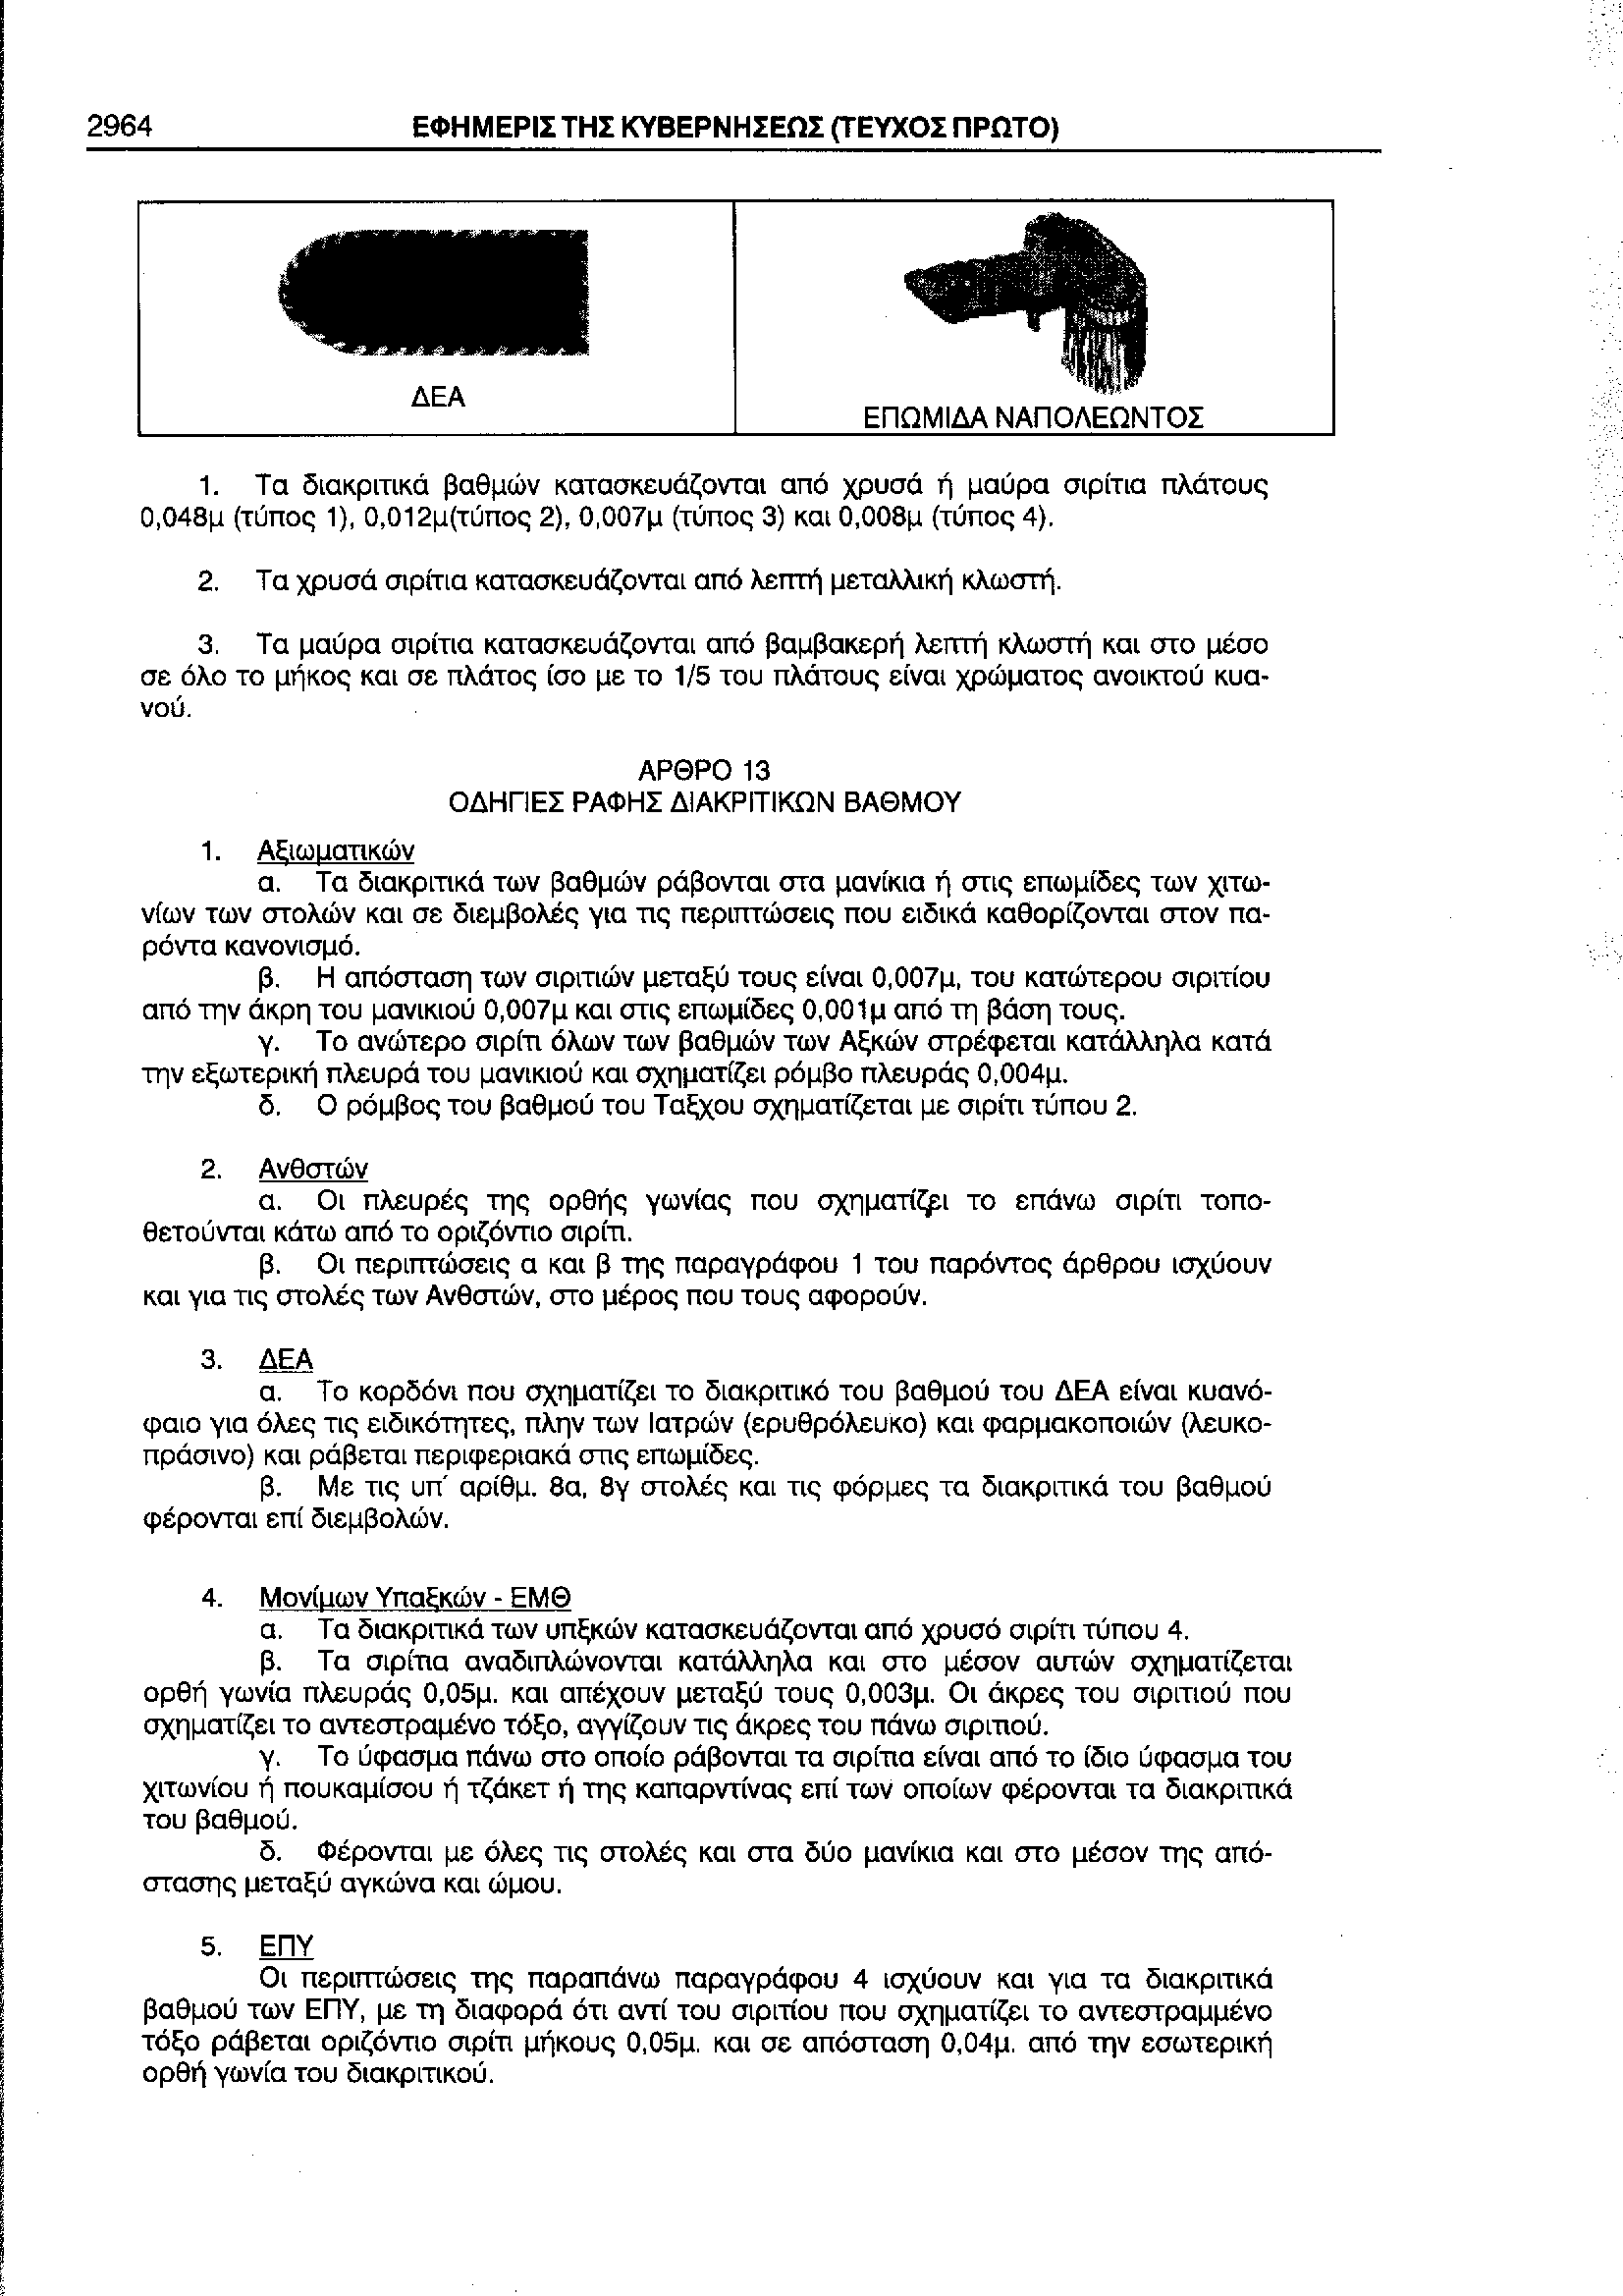 2964 ΕΦΗΜΕΡΙΣ ΤΗΣ ΚΥΒΕΡΝΗΣΕΩΣ (ΤΕΥΧΟΣ ΠΡΩΤΟ)
ΔΕΑ
ΕΠΩΜΙΔΑ ΝΑΠΟΛΕΩΝΤΟΣ
1. Τα διακριτικά βαθμών κατασκευάζονται από χρυσά ή μαύρα σιρίτια πλάτους
0,048μ (τύπος 1), 0,012μ(τύπος 2), 0,007μ (τύπος 3) και 0,008μ (τύπος 4).
2. Τα χρυσά σιρίτια κατασκευάζονται από λεπτή μεταλλική κλωστή.
3. Τα μαύρα σιρίτια κατασκευάζονται από βαμβακερή λεπτή κλωστή και στο μέσο
σε όλο το μήκος και σε πλάτος ίσο με το 1/5 του πλάτους είναι χρώματος ανοικτού κυα-
νού.
ΑΡΘΡΟ 13
ΟΔΗΓΙΕΣ ΡΑΦΗΣ ΔΙΑΚΡΙΤΙΚΩΝ ΒΑΘΜΟΥ
1. Αξιωματικών
α. Τα διακριτικά των βαθμών ράβονται στα μανίκια ή στις επωμίδες των χιτω-
νίων των στολών και σε διεμβολές για τις περιπτώσεις που ειδικά καθορίζονται στον πα-
ρόντα κανονισμό.
β. Η απόσταση των σιριτιών μεταξύ τους είναι 0,007μ, του κατώτερου σιριτίου
από την άκρη του μανικιού 0,007μ και στις επωμίδες 0,001μ από τη βάση τους.
γ. Το ανώτερο σιρίτι όλων των βαθμών των Αξκών στρέφεται κατάλληλα κατά
την εξωτερική πλευρά του μανικιού και σχηματίζει ρόμβο πλευράς 0,004μ.
δ. Ο ρόμβος του βαθμού του Ταξχου σχηματίζεται με σιρίτι τύπου 2.
2. Ανθστών
α. Οι πλευρές της ορθής γωνίας που σχηματίζει το επάνω σιρίτι τοπο-
θετούνται κάτω από το οριζόντιο σιρίτι.
β. Οι περιπτώσεις α και β της παραγράφου 1 του παρόντος άρθρου ισχύουν
και για τις στολές των Ανθστών, στο μέρος που τους αφορούν.
3. ΔΕΑ
α. Το κορδόνι που σχηματίζει το διακριτικό του βαθμού του ΔΕΑ είναι κυανό-
φαιο για όλες τις ειδικότητες, πλην των Ιατρών (ερυθρόλευκο) και φαρμακοποιών (λευκο-
πράσινο) και ράβεται περιφεριακά στις επωμίδες.
β. Με τις υπ' αρίθμ. 8α, 8γ στολές και τις φόρμες τα διακριτικά του βαθμού
φέρονται επί διεμβολών.
4. Μονίμων Υπαξκών - ΕΜΘ
α. Τα διακριτικά των υπξκών κατασκευάζονται από χρυσό σιρίτι τύπου 4.
β. Τα σιρίτια αναδιπλώνονται κατάλληλα και στο μέσον αυτών σχηματίζεται
ορθή γωνία πλευράς 0,05μ. και απέχουν μεταξύ τους 0,003μ. Οι άκρες του σιριτιού που
σχηματίζει το αντεστραμένο τόξο, αγγίζουν τις άκρες του πάνω σιριτιού.
γ. Το ύφασμα πάνω στο οποίο ράβονται τα σιρίτια είναι από το ίδιο ύφασμα του
χιτωνίου ή πουκαμίσου ή τζάκετ ή της καπαρντίνας επί των οποίων φέρονται τα διακριτικά
του βαθμού.
δ. Φέρονται με όλες τις στολές και στα δύο μανίκια και στο μέσον της από-
στασης μεταξύ αγκώνα και ώμου.
5. ΕΠΥ
Οι περιπτώσεις της παραπάνω παραγράφου 4 ισχύουν και για τα διακριτικά
βαθμού των ΕΠΥ, με τη διαφορά ότι αντί του σιριτίου που σχηματίζει το αντεστραμμένο
τόξο ράβεται οριζόντιο σιρίτι μήκους 0,05μ. και σε απόσταση 0,04μ. από την εσωτερική
ορθή γωνία του διακριτικού.